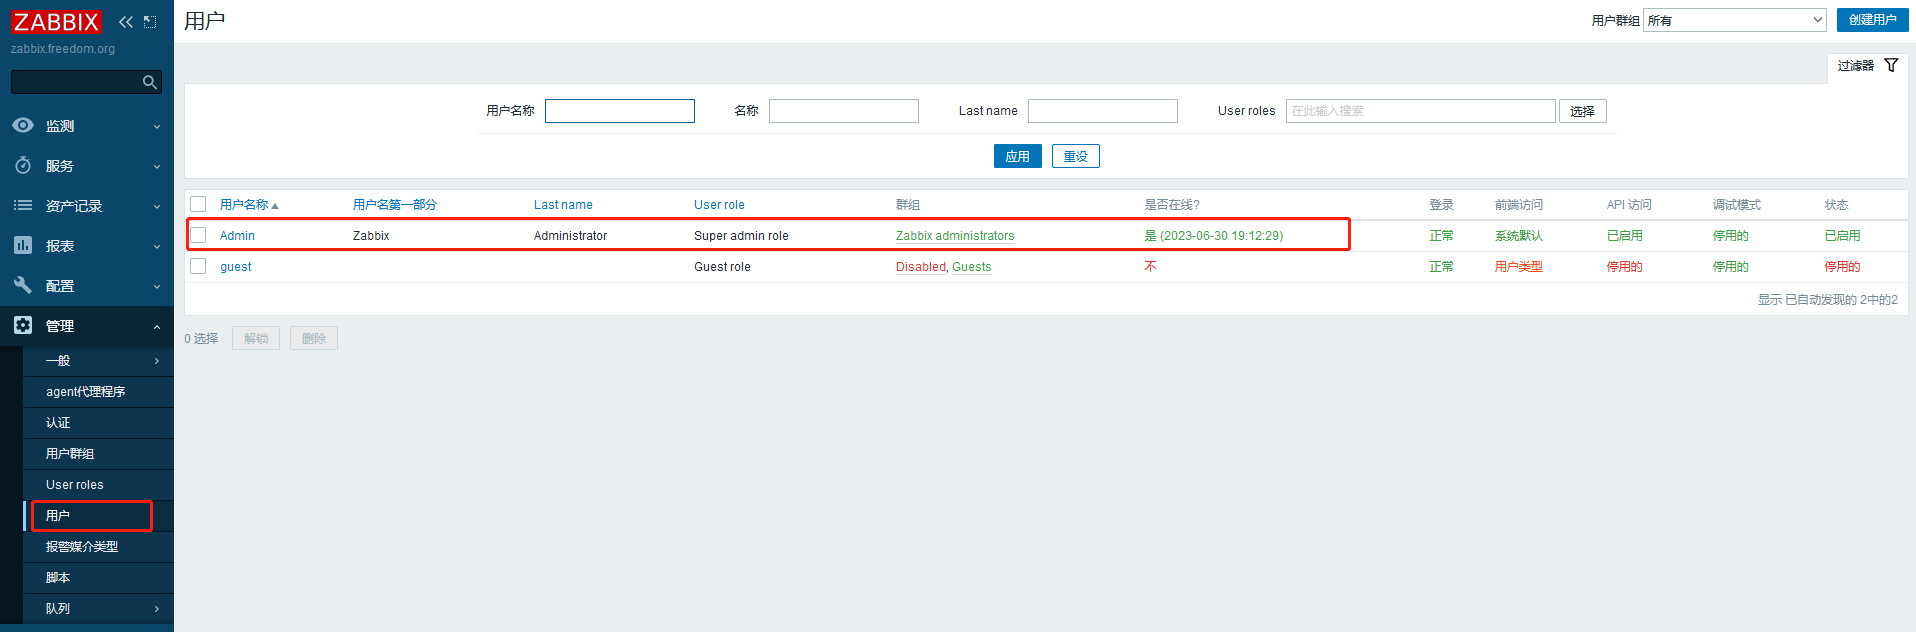 ZABBIX
zabbix.freedom.org
监测
服务
资产记录
报表
配置
管理
一般
agent代理程序
认证
用户群组
User roles
用户
报警媒介类型
脚本
队列
用户
用户群组 所有 创建用户
过滤器
用户名称 名称 Last name User roles 在此输入搜索 选择
应用 重设
用户名称 用户名第一部分 Last name User role 群组 是否在线? 登录 前端访问 API 访问 调试模式 状态
Admin Zabbix Administrator Super admin role Zabbix administrators 是 (2023-06-30 19:12:29) 正常 系统默认 已启用 停用的 已启用
guest Guest role Disabled, Guests 不 正常 用户类型 停用的 停用的 停用的
显示 已自动发现的 2中的2
0 选择 解锁 删除